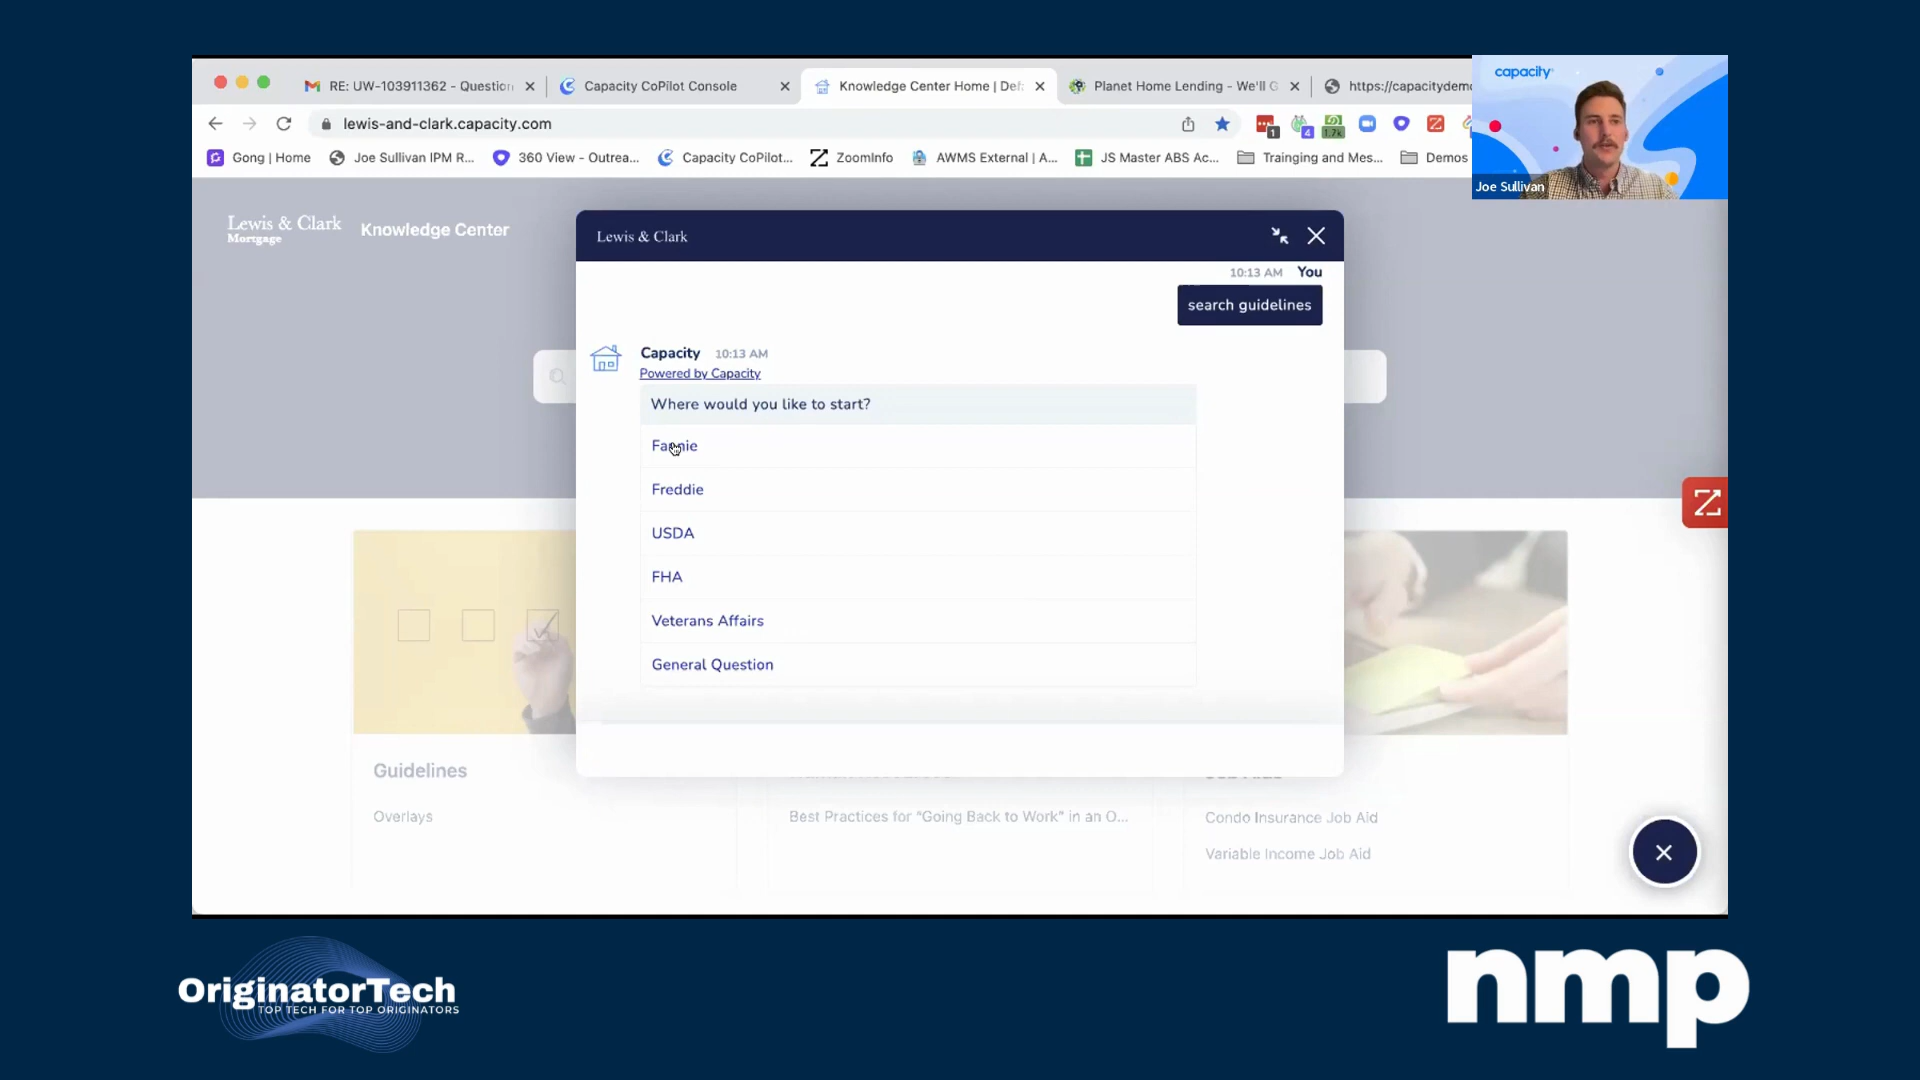 RE: UW-103911362 - Question
Capacity CoPilot Console
Knowledge Center Home | Def
Planet Home Lending - We'll G
https://capacitydemo
capacity
lewis-and-clark.capacity.com
1
4
1.7k
Gong | Home
Joe Sullivan IPM R...
360 View - Outrea...
Capacity CoPilot...
ZoomInfo
AWMS External | A...
JS Master ABS Ac...
Trainging and Mes...
Demos
Joe Sullivan
Lewis & Clark
Mortgage
Knowledge Center
Lewis & Clark
10:13 AM You
search guidelines
Capacity 10:13 AM
Powered by Capacity
Where would you like to start?
Fannie
Freddie
USDA
FHA
Veterans Affairs
General Question
Guidelines
Overlays
Best Practices for "Going Back to Work" in an O...
Condo Insurance Job Aid
Variable Income Job Aid
OriginatorTech
TOP TECH FOR TOP ORIGINATORS
nmp